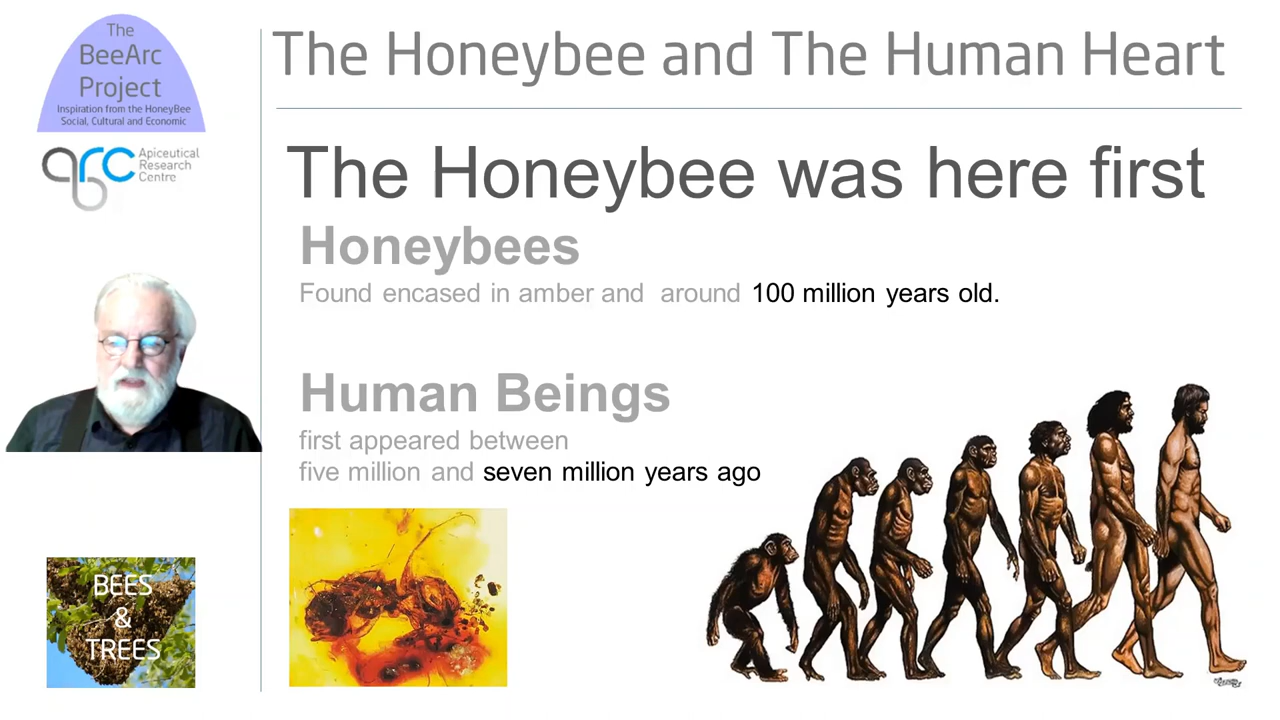 The
BeeArc
Project
Inspiration from the HoneyBee
Social, Cultural and Economic
arc
Apiceutical
Research
Centre
The Honeybee and The Human Heart
The Honeybee was here first
Honeybees
Found encased in amber and around 100 million years old.
Human Beings
first appeared between
five million and seven million years ago
BEES
&
TREES